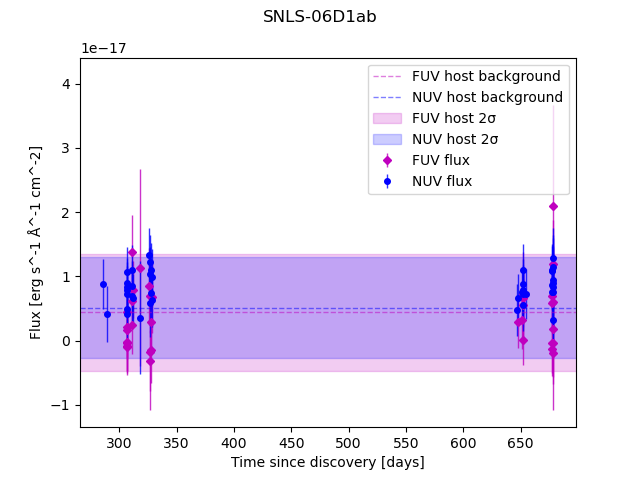 SNLS-06D1ab
1e−17
FUV host background
NUV host background
FUV host 2σ
NUV host 2σ
FUV flux
NUV flux
4
3
2
1
0
−1
Flux [erg s^-1 Å^-1 cm^-2]
300 350 400 450 500 550 600 650
Time since discovery [days]